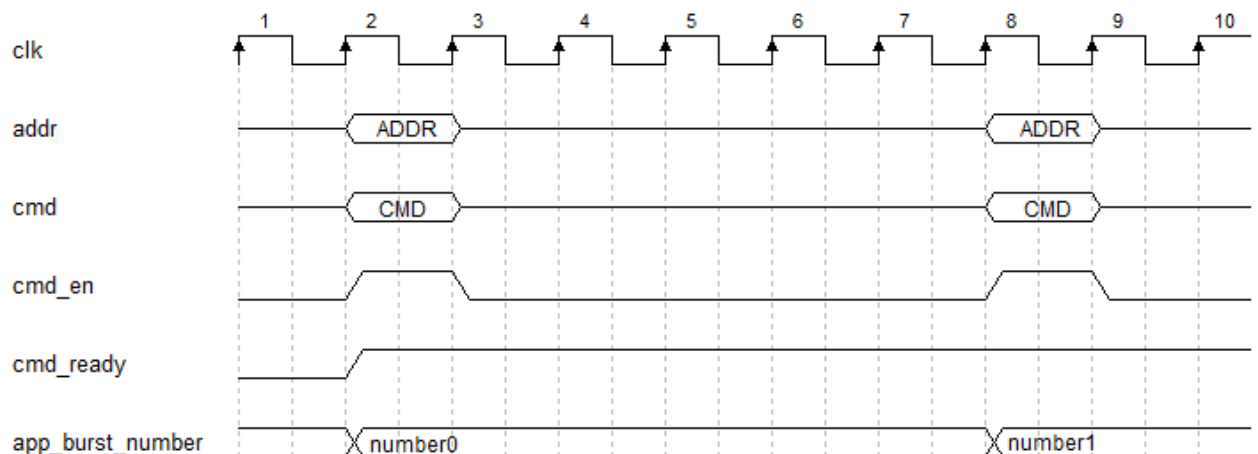 1 2 3 4 5 6 7 8 9 10
clk
addr ADDR ADDR
cmd CMD CMD
cmd_en
cmd_ready
app_burst_number number0 number1